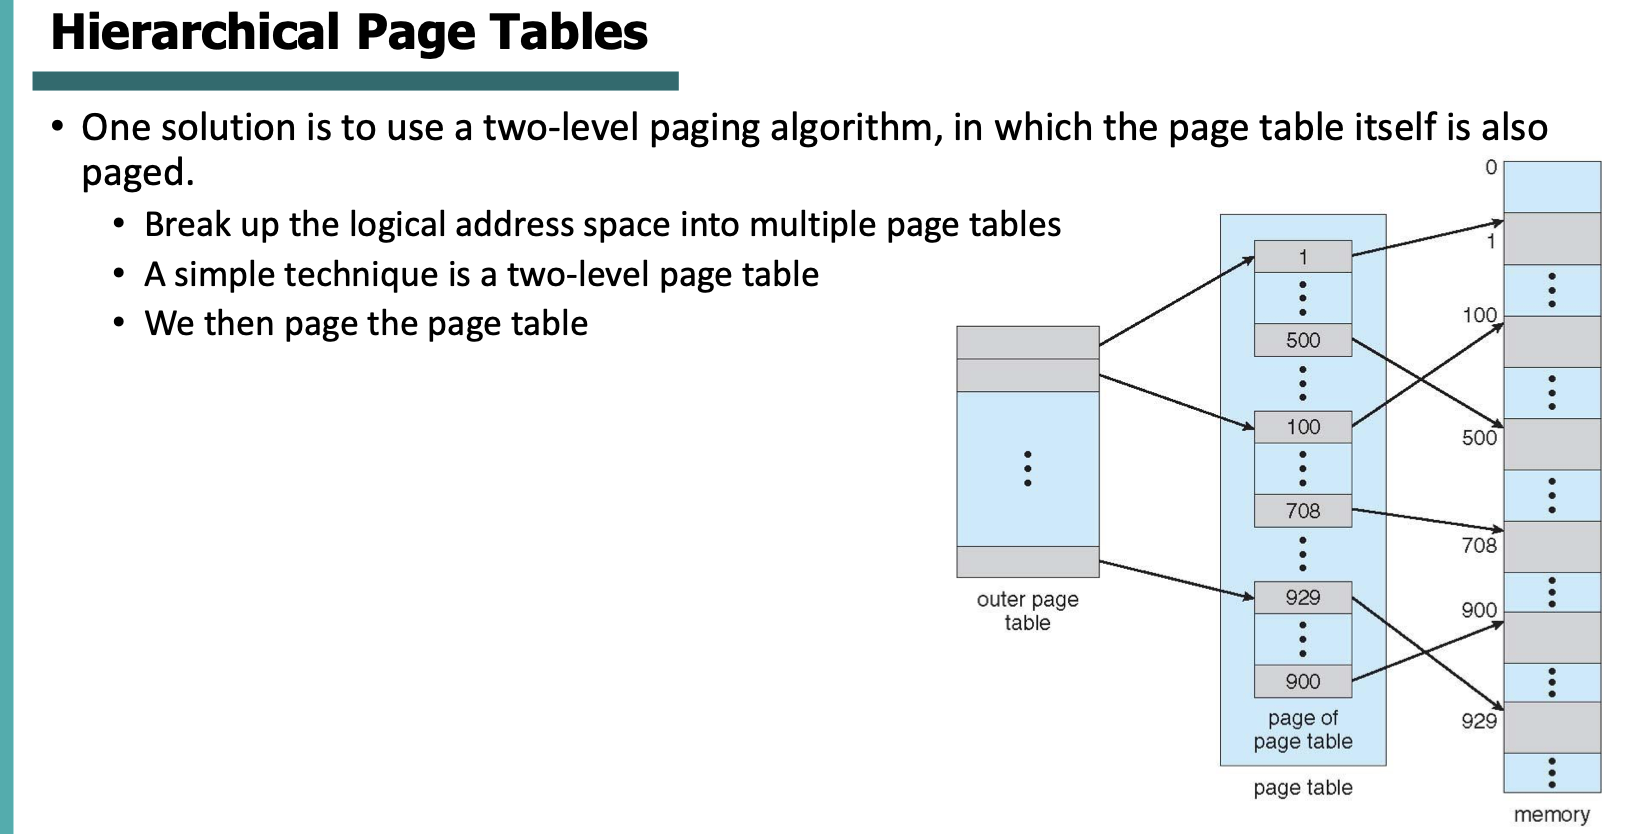 Hierarchical Page Tables
• One solution is to use a two-level paging algorithm, in which the page table itself is also
paged.
• Break up the logical address space into multiple page tables
• A simple technique is a two-level page table
• We then page the page table
outer page
table
1
500
100
708
929
900
page of
page table
page table
0
1
100
500
708
900
929
memory